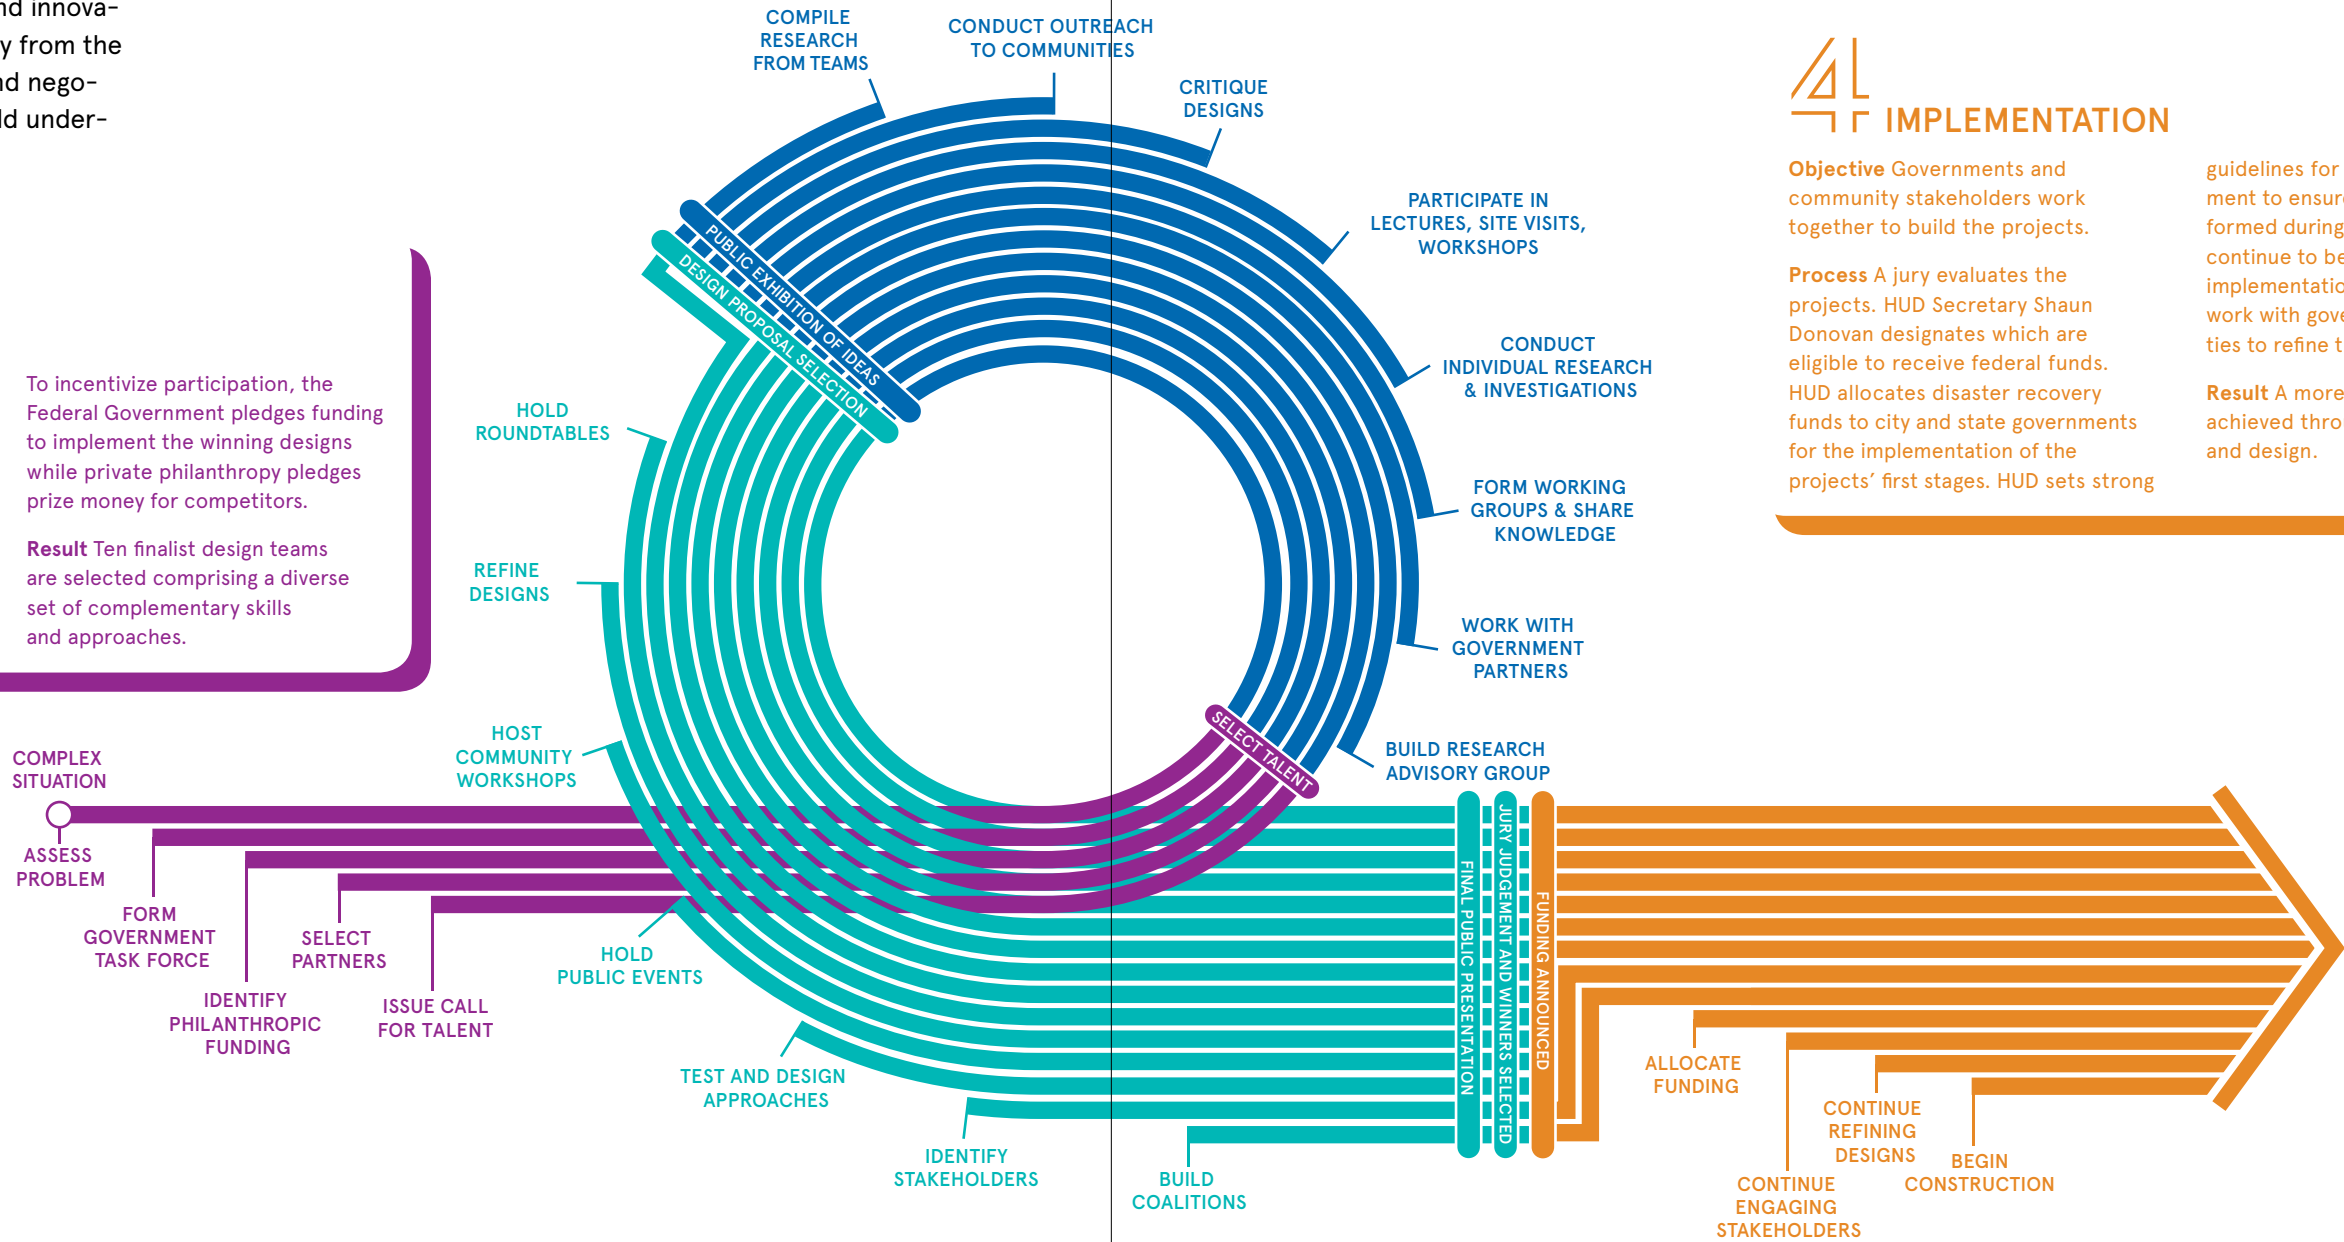 nd innova-
y from the
nd nego-
ld under-
To incentivize participation, the
Federal Government pledges funding
to implement the winning designs
while private philanthropy pledges
prize money for competitors.
Result Ten finalist design teams
are selected comprising a diverse
set of complementary skills
and approaches.
COMPLEX
SITUATION
ASSESS
PROBLEM
FORM
GOVERNMENT
TASK FORCE
IDENTIFY
PHILANTHROPIC
FUNDING
SELECT
PARTNERS
ISSUE CALL
FOR TALENT
SELECT TALENT
BUILD RESEARCH
ADVISORY GROUP
WORK WITH
GOVERNMENT
PARTNERS
FORM WORKING
GROUPS & SHARE
KNOWLEDGE
CONDUCT
INDIVIDUAL RESEARCH
& INVESTIGATIONS
PARTICIPATE IN
LECTURES, SITE VISITS,
WORKSHOPS
CRITIQUE
DESIGNS
CONDUCT OUTREACH
TO COMMUNITIES
COMPILE
RESEARCH
FROM TEAMS
PUBLIC EXHIBITION OF IDEAS
DESIGN PROPOSAL SELECTION
HOLD
ROUNDTABLES
REFINE
DESIGNS
HOST
COMMUNITY
WORKSHOPS
HOLD
PUBLIC EVENTS
TEST AND DESIGN
APPROACHES
IDENTIFY
STAKEHOLDERS
BUILD
COALITIONS
FINAL PUBLIC PRESENTATION
JURY JUDGEMENT AND WINNERS SELECTED
FUNDING ANNOUNCED
ALLOCATE
FUNDING
CONTINUE
ENGAGING
STAKEHOLDERS
CONTINUE
REFINING
DESIGNS
BEGIN
CONSTRUCTION
4 IMPLEMENTATION
Objective Governments and
community stakeholders work
together to build the projects.
Process A jury evaluates the
projects. HUD Secretary Shaun
Donovan designates which are
eligible to receive federal funds.
HUD allocates disaster recovery
funds to city and state governments
for the implementation of the
projects’ first stages. HUD sets strong
guidelines for
ment to ensure
formed during
continue to be
implementatio
work with gove
ties to refine t
Result A more
achieved thro
and design.